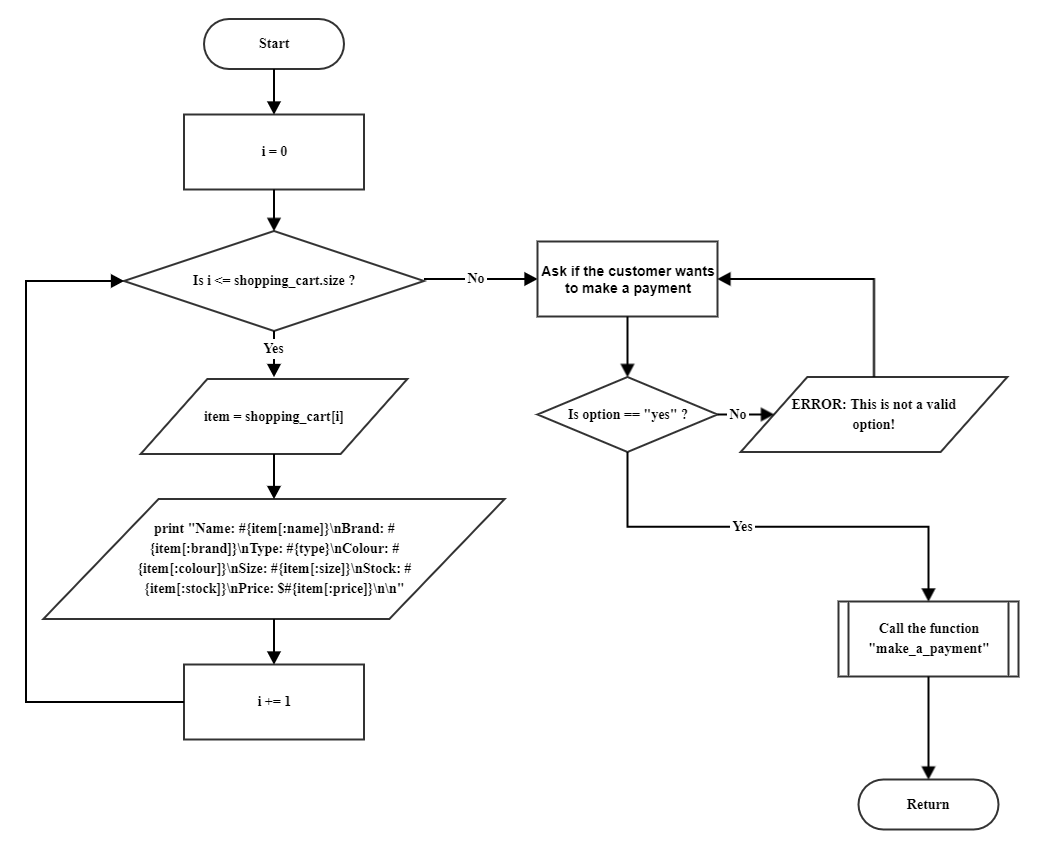 Start
i = 0
Is i <= shopping_cart.size ?
Yes
item = shopping_cart[i]
print "Name: #{item[:name]}\nBrand: #
{item[:brand]}\nType: #{type}\nColour: #
{item[:colour]}\nSize: #{item[:size]}\nStock: #
{item[:stock]}\nPrice: $#{item[:price]}\n\n"
i += 1
No
Ask if the customer wants
to make a payment
Is option == "yes" ?
No
ERROR: This is not a valid
option!
Yes
Call the function
"make_a_payment"
Return